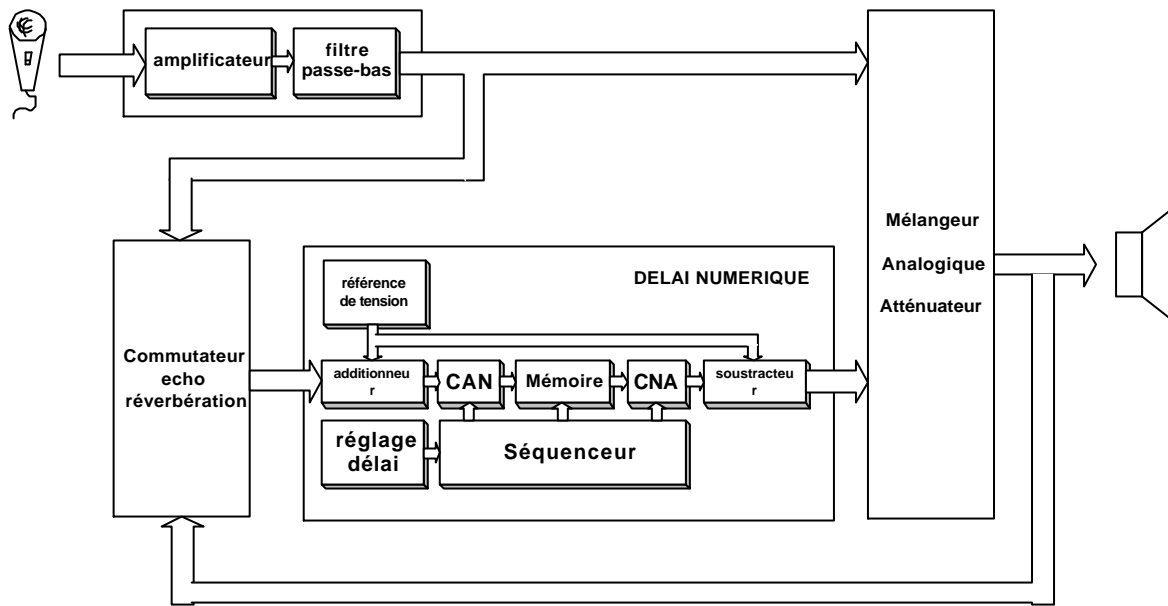 amplificateur
filtre
passe-bas
Mélangeur
Analogique
Atténuateur
DELAI NUMERIQUE
référence
de tension
Commutateur
echo
réverbération
additionneu
r
CAN
Mémoire
CNA
soustracteu
r
réglage
délai
Séquenceur